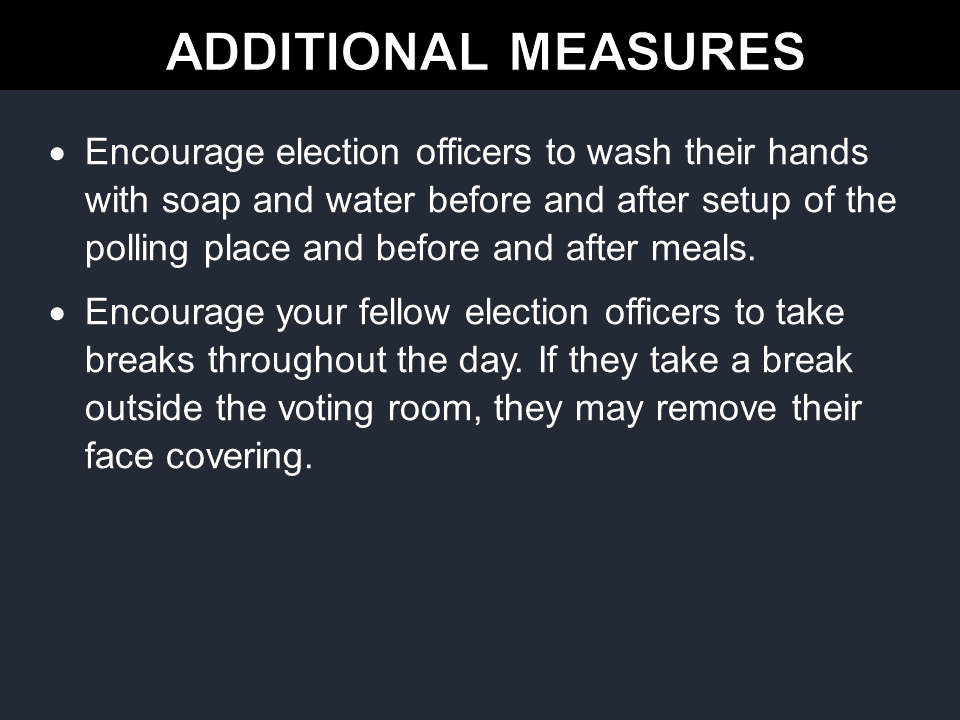 ADDITIONAL MEASURES
• Encourage election officers to wash their hands
with soap and water before and after setup of the
polling place and before and after meals.
• Encourage your fellow election officers to take
breaks throughout the day. If they take a break
outside the voting room, they may remove their
face covering.